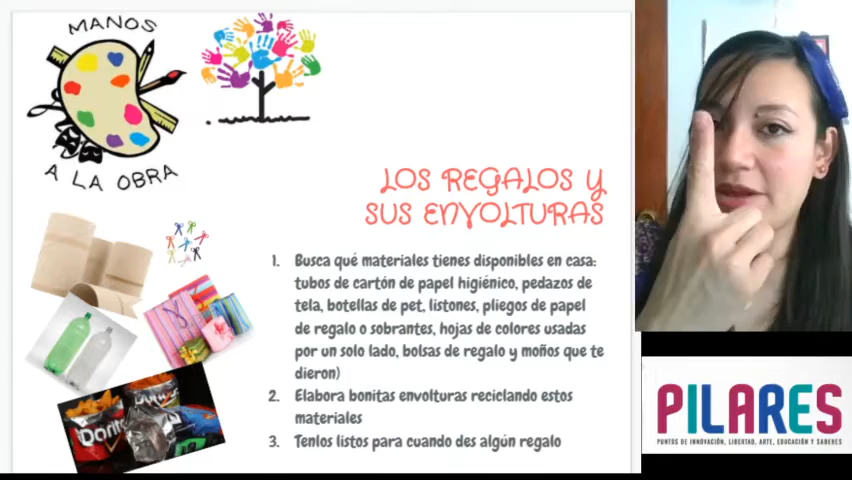 MANOS
A LA OBRA
LOS REGALOS Y
SUS ENVOLTURAS
1. Busca qué materiales tienes disponibles en casa:
tubos de cartón de papel higiénico, pedazos de
tela, botellas de pet, listones, pliegos de papel
de regalo o sobrantes, hojas de colores usadas
por un solo lado, bolsas de regalo y moños que te
dieron)
2. Elabora bonitas envolturas reciclando estos
materiales
3. Tenlos listos para cuando des algún regalo
Doritos
PILARES
PUNTOS DE INNOVACIÓN, LIBERTAD, ARTE, EDUCACIÓN Y SABERES